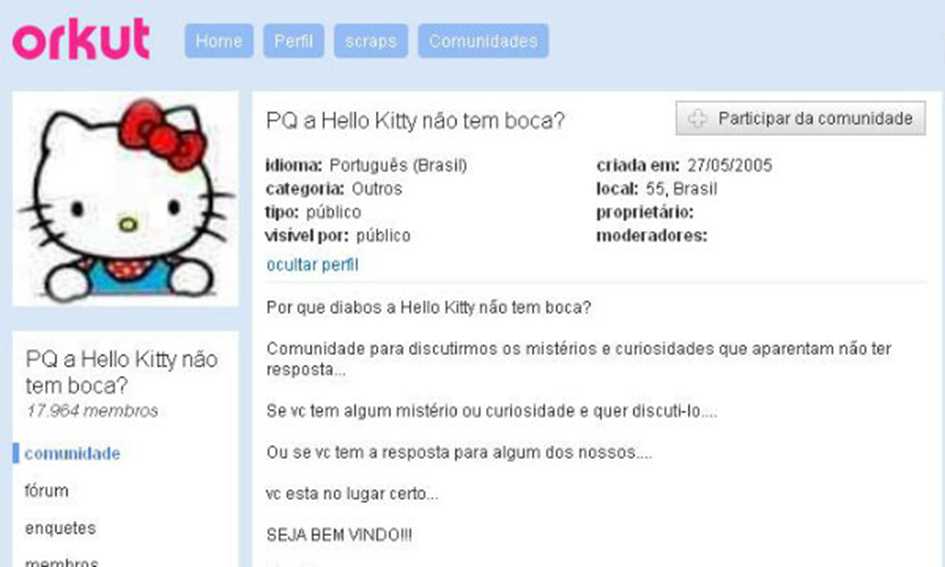 orkut
Home Perfil scraps Comunidades
PQ a Hello Kitty não tem boca?
Participar da comunidade
idioma: Português (Brasil)
criada em: 27/05/2005
categoria: Outros
local: 55, Brasil
tipo: público
proprietário:
visível por: público
moderadores:
ocultar perfil
Por que diabos a Hello Kitty não tem boca?
Comunidade para discutirmos os mistérios e curiosidades que aparentam não ter
resposta...
Se vc tem algum mistério ou curiosidade e quer discuti-lo....
Ou se vc tem a resposta para algum dos nossos....
vc esta no lugar certo...
SEJA BEM VINDO!!!
PQ a Hello Kitty não
tem boca?
17.964 membros
comunidade
fórum
enquetes
membros